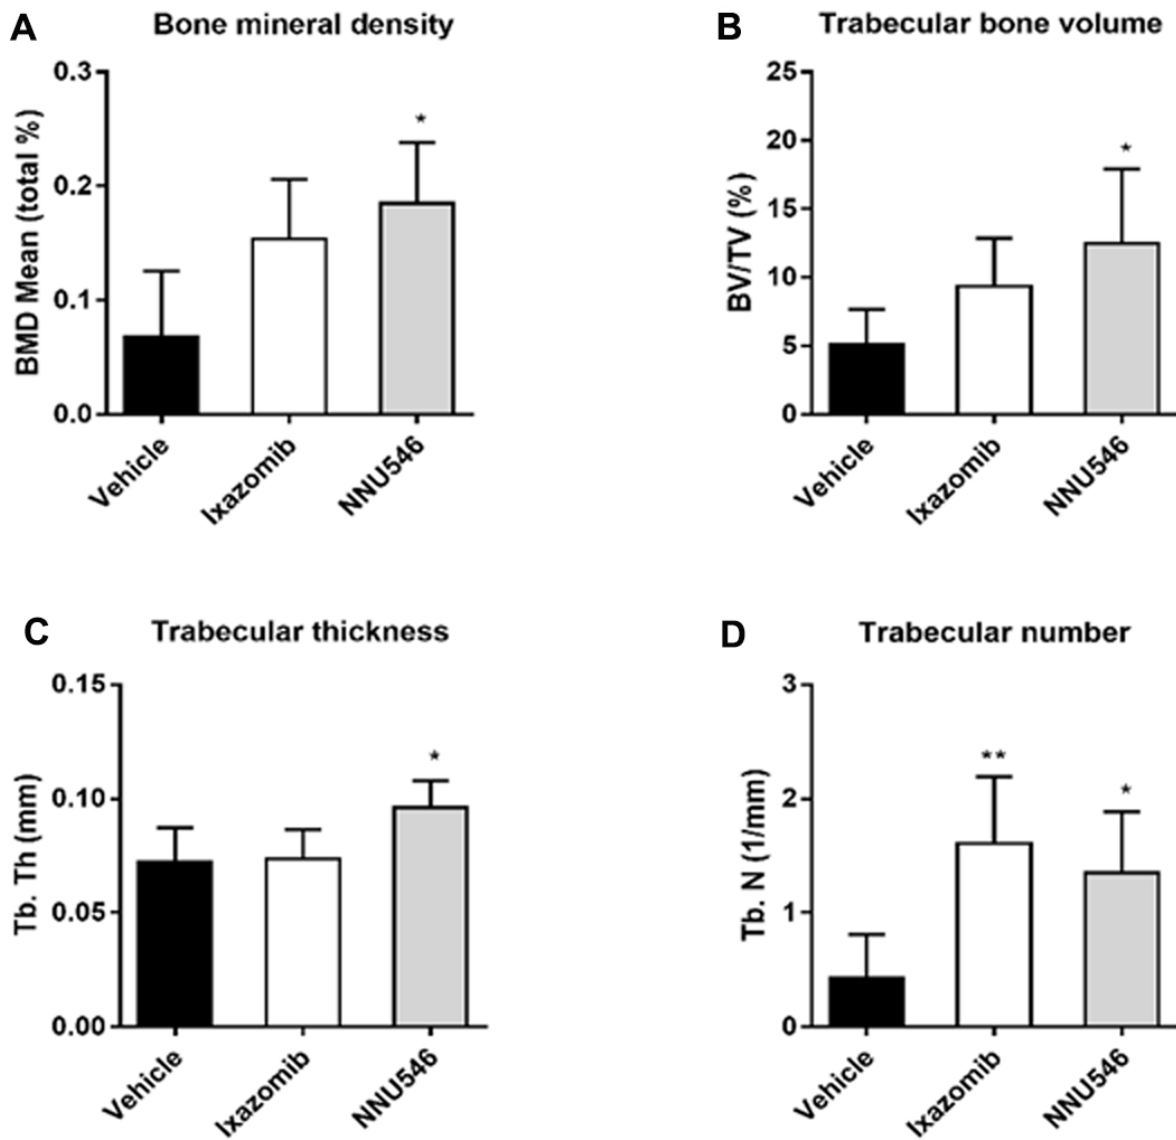 A
Bone mineral density
BMD Mean (total %)
0.3
0.2
0.1
0.0
*
Vehicle
Ixazomib
NNU546
B
Trabecular bone volume
BV/TV (%)
25
20
15
10
5
0
*
Vehicle
Ixazomib
NNU546
C
Trabecular thickness
Tb. Th (mm)
0.15
0.10
0.05
0.00
*
Vehicle
Ixazomib
NNU546
D
Trabecular number
Tb. N (1/mm)
3
2
1
0
**
*
Vehicle
Ixazomib
NNU546